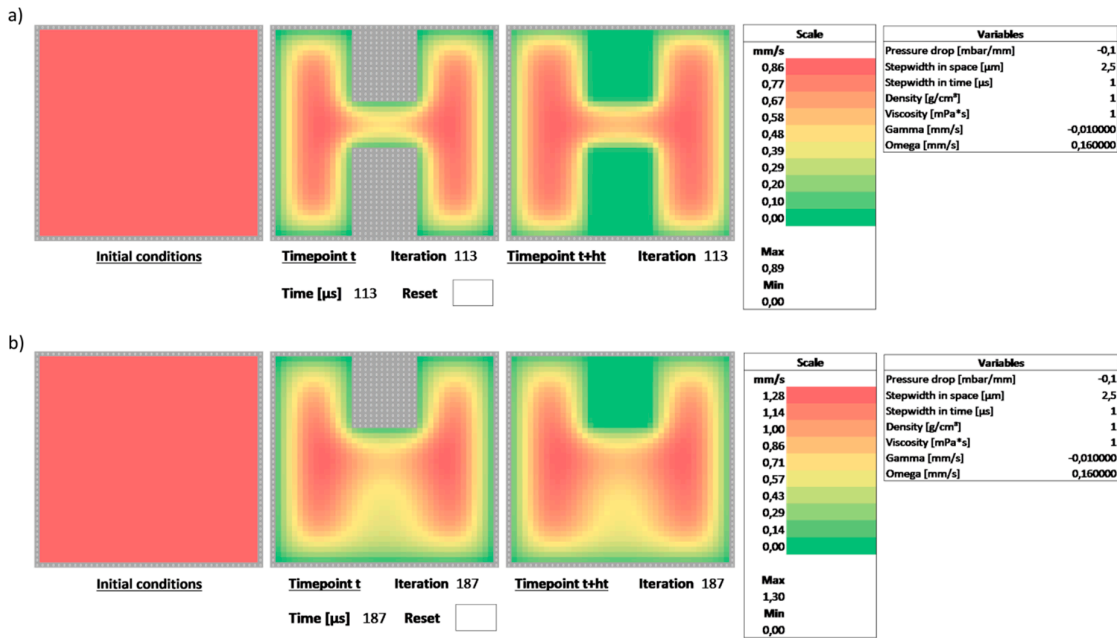 a)
Initial conditions
Timepoint t Iteration 113
Time [µs] 113 Reset
Timepoint t+ht Iteration 113
Scale
mm/s
0,86
0,77
0,67
0,58
0,48
0,39
0,29
0,20
0,10
0,00
Max
0,89
Min
0,00
Variables
Pressure drop [mbar/mm] -0,1
Stepwidth in space [µm] 2,5
Stepwidth in time [µs] 1
Density [g/cm³] 1
Viscosity [mPa*s] 1
Gamma [mm/s] -0,010000
Omega [mm/s] 0,160000
b)
Initial conditions
Timepoint t Iteration 187
Time [µs] 187 Reset
Timepoint t+ht Iteration 187
Scale
mm/s
1,28
1,14
1,00
0,86
0,71
0,57
0,43
0,29
0,14
0,00
Max
1,30
Min
0,00
Variables
Pressure drop [mbar/mm] -0,1
Stepwidth in space [µm] 2,5
Stepwidth in time [µs] 1
Density [g/cm³] 1
Viscosity [mPa*s] 1
Gamma [mm/s] -0,010000
Omega [mm/s] 0,160000